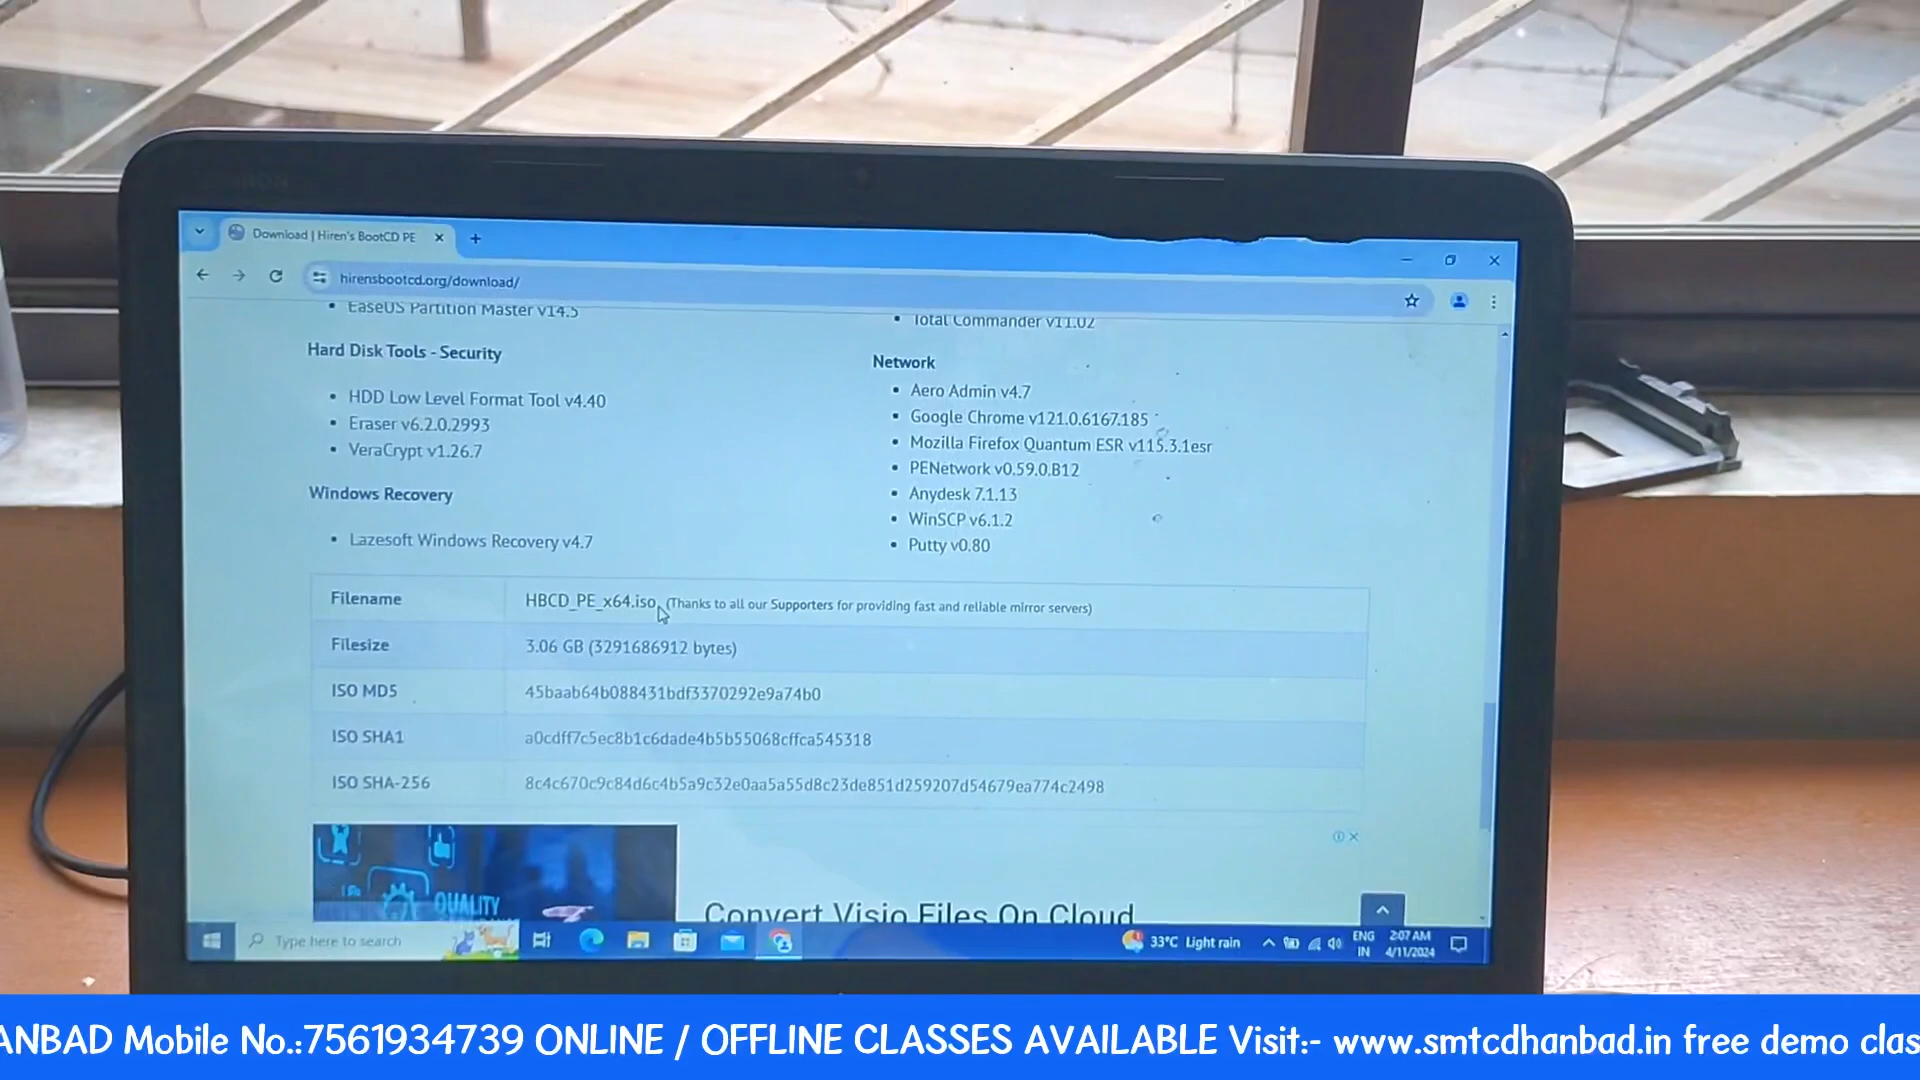 Download | Hiren's BootCD PE
hirensbootcd.org/download/
EaseUS Partition Master v14.5
Hard Disk Tools - Security
HDD Low Level Format Tool v4.40
Eraser v6.2.0.2993
VeraCrypt v1.26.7
Windows Recovery
Lazesoft Windows Recovery v4.7
Total Commander v11.02
Network
Aero Admin v4.7
Google Chrome v121.0.6167.185
Mozilla Firefox Quantum ESR v115.3.1esr
PENetwork v0.59.0.B12
Anydesk 7.1.13
WinSCP v6.1.2
Putty v0.80
Filename HBCD_PE_x64.iso (Thanks to all our Supporters for providing fast and reliable mirror servers)
Filesize 3.06 GB (3291686912 bytes)
ISO MD5 45baab64b088431bdf3370292e9a74b0
ISO SHA1 a0cdff7c5ec8b1c6dade4b5b55068cffca545318
ISO SHA-256 8c4c670c9c84d6c4b5a9c32e0aa5a55d8c23de851d259207d54679ea774c2498
QUALITY
Convert Visio Files On Cloud
Type here to search
33°C Light rain
ENG
IN
2:07 AM
4/11/2024
ANBAD Mobile No.:7561934739 ONLINE / OFFLINE CLASSES AVAILABLE Visit:- www.smtcdhanbad.in free demo clas